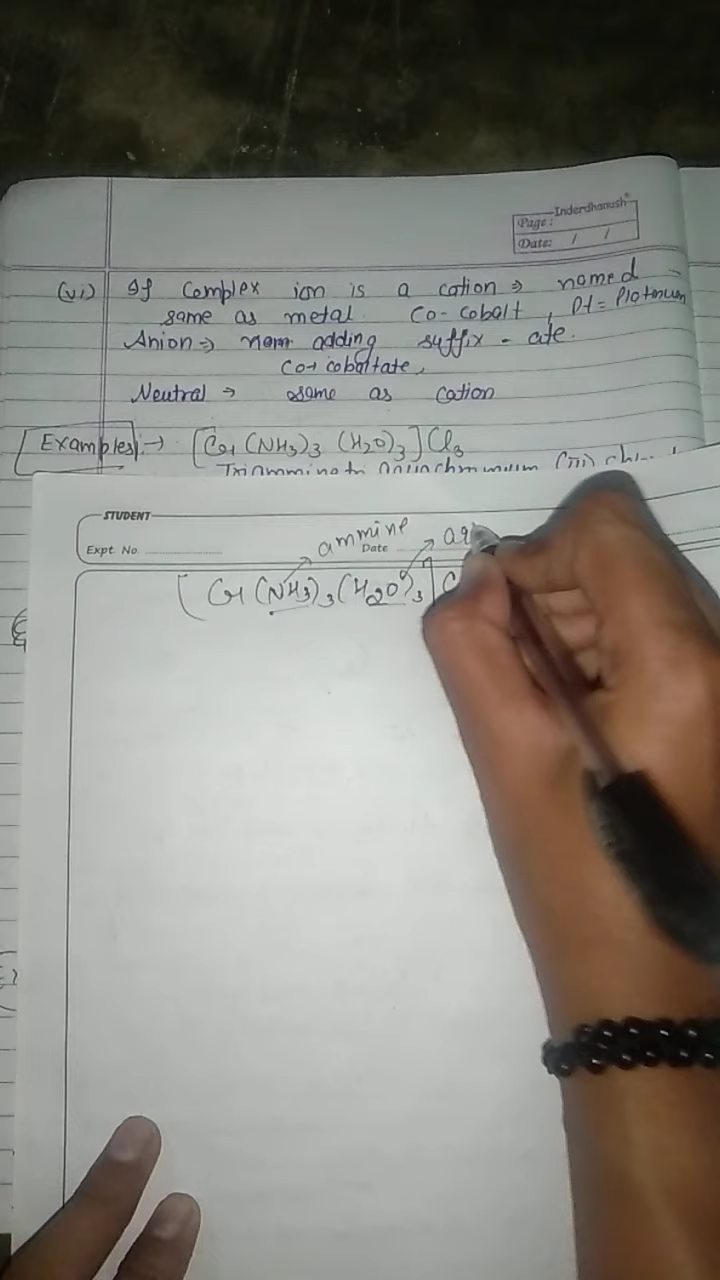 Inderdhanush
Page:
Date: / /
(vi) If Complex ion is a cation ⇒ named
same as metal Co-cobalt, Pt = Platinum
Anion ⇒ adding suffix - ate.
Co→ cobaltate,
Neutral → same as cation
Examples :→ [Cr (NH3)3 (H2O)3] Cl3
(III)
STUDENT
Expt. No.
Date
ammine
[Cr (NH3)3 (H2O)3] C